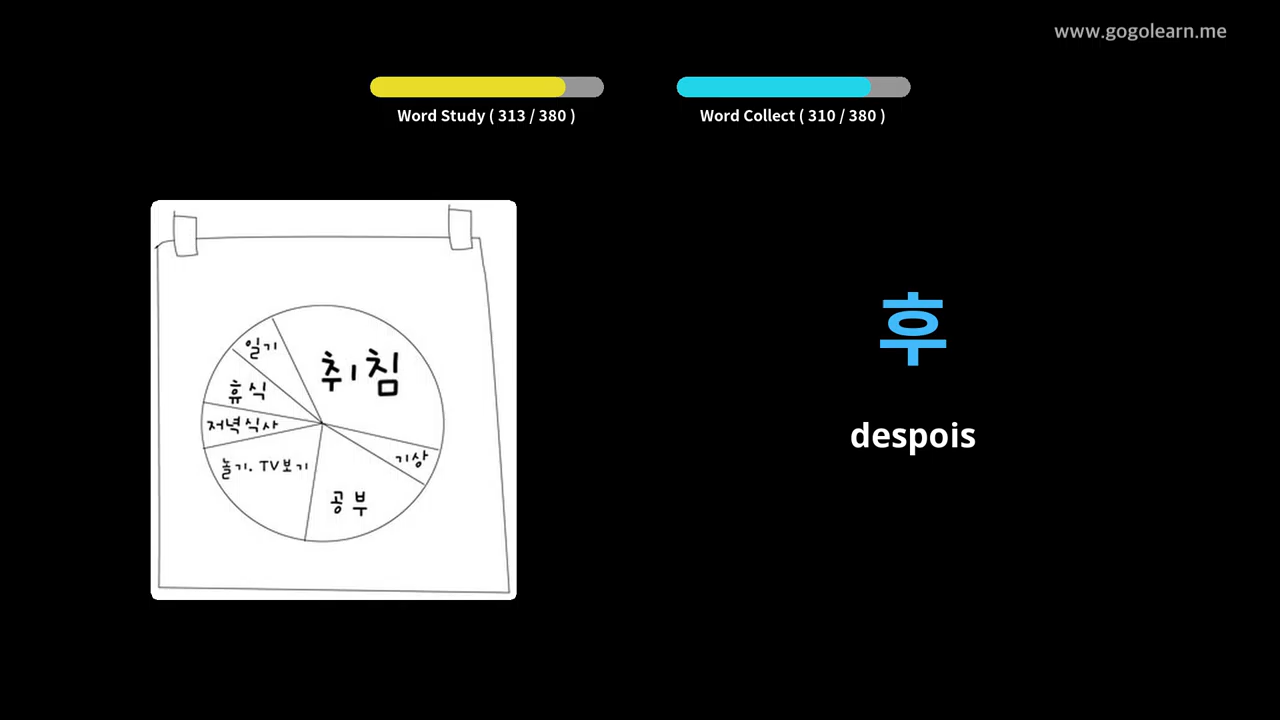 www.gogolearn.me
Word Study ( 313 / 380 )
Word Collect ( 310 / 380 )
일기
취침
휴식
저녁식사
놀기. TV보기
기상
공부
후
despois